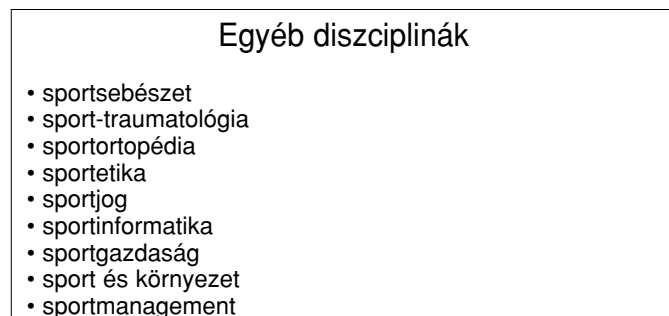 Egyéb diszciplinák
• sportsebészet
• sport-traumatológia
• sportortopédia
• sportetika
• sportjog
• sportinformatika
• sportgazdaság
• sport és környezet
• sportmanagement